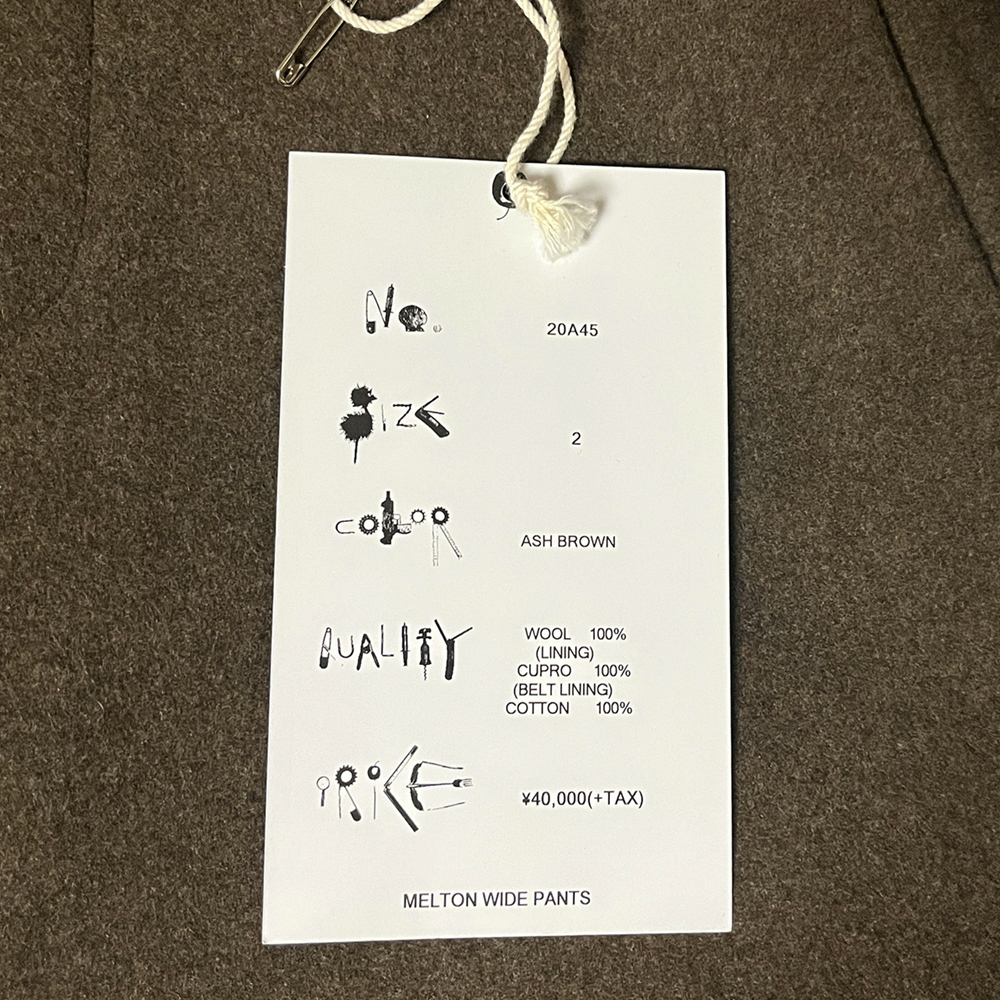 No. 20A45
SIZE 2
COLOR ASH BROWN
QUALITY WOOL 100%
(LINING)
CUPRO 100%
(BELT LINING)
COTTON 100%
PRICE ¥40,000(+TAX)
MELTON WIDE PANTS